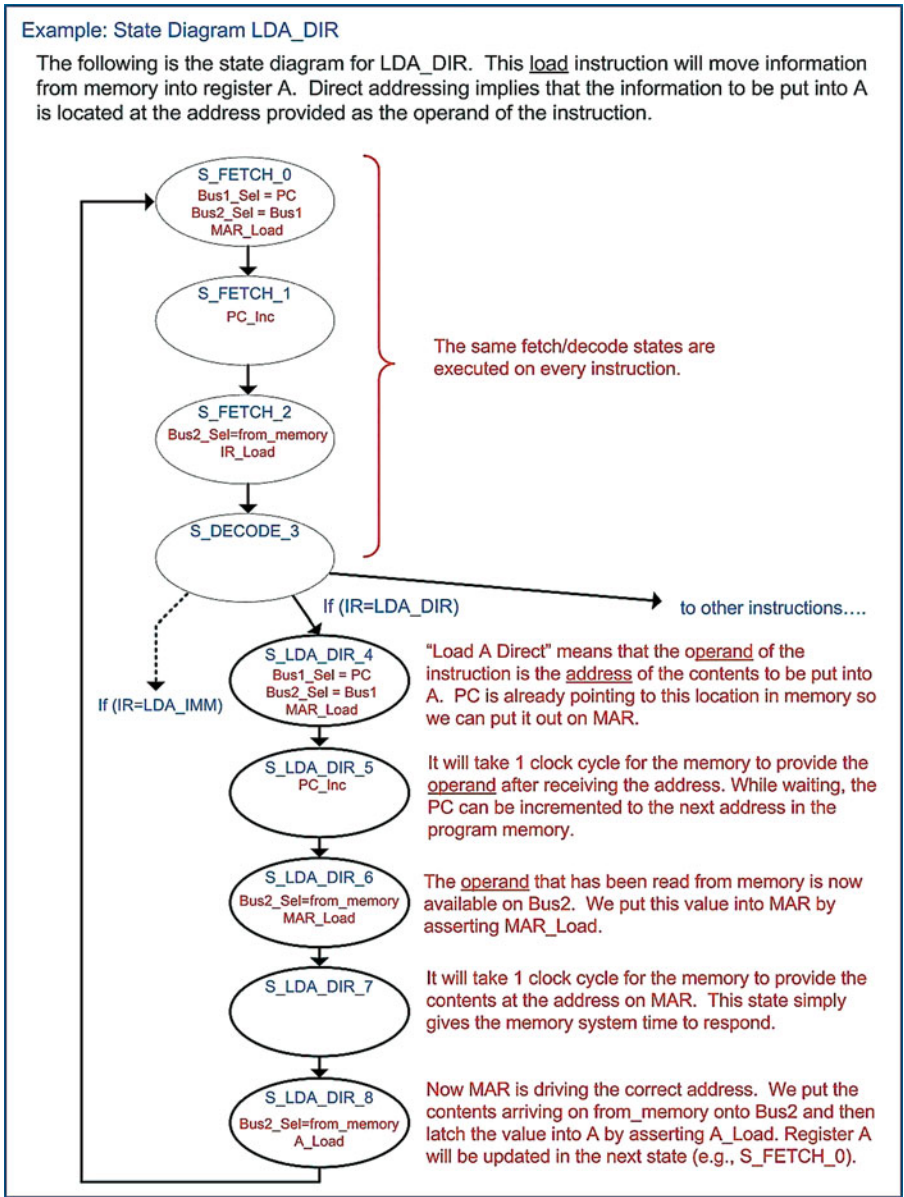 Example: State Diagram LDA_DIR
The following is the state diagram for LDA_DIR. This load instruction will move information
from memory into register A. Direct addressing implies that the information to be put into A
is located at the address provided as the operand of the instruction.
S_FETCH_0
Bus1_Sel = PC
Bus2_Sel = Bus1
MAR_Load
S_FETCH_1
PC_Inc
The same fetch/decode states are
executed on every instruction.
S_FETCH_2
Bus2_Sel=from_memory
IR_Load
S_DECODE_3
If (IR=LDA_DIR)
to other instructions....
If (IR=LDA_IMM)
S_LDA_DIR_4
Bus1_Sel = PC
Bus2_Sel = Bus1
MAR_Load
"Load A Direct" means that the operand of the
instruction is the address of the contents to be put into
A. PC is already pointing to this location in memory so
we can put it out on MAR.
S_LDA_DIR_5
PC_Inc
It will take 1 clock cycle for the memory to provide the
operand after receiving the address. While waiting, the
PC can be incremented to the next address in the
program memory.
S_LDA_DIR_6
Bus2_Sel=from_memory
MAR_Load
The operand that has been read from memory is now
available on Bus2. We put this value into MAR by
asserting MAR_Load.
S_LDA_DIR_7
It will take 1 clock cycle for the memory to provide the
contents at the address on MAR. This state simply
gives the memory system time to respond.
S_LDA_DIR_8
Bus2_Sel=from_memory
A_Load
Now MAR is driving the correct address. We put the
contents arriving on from_memory onto Bus2 and then
latch the value into A by asserting A_Load. Register A
will be updated in the next state (e.g., S_FETCH_0).